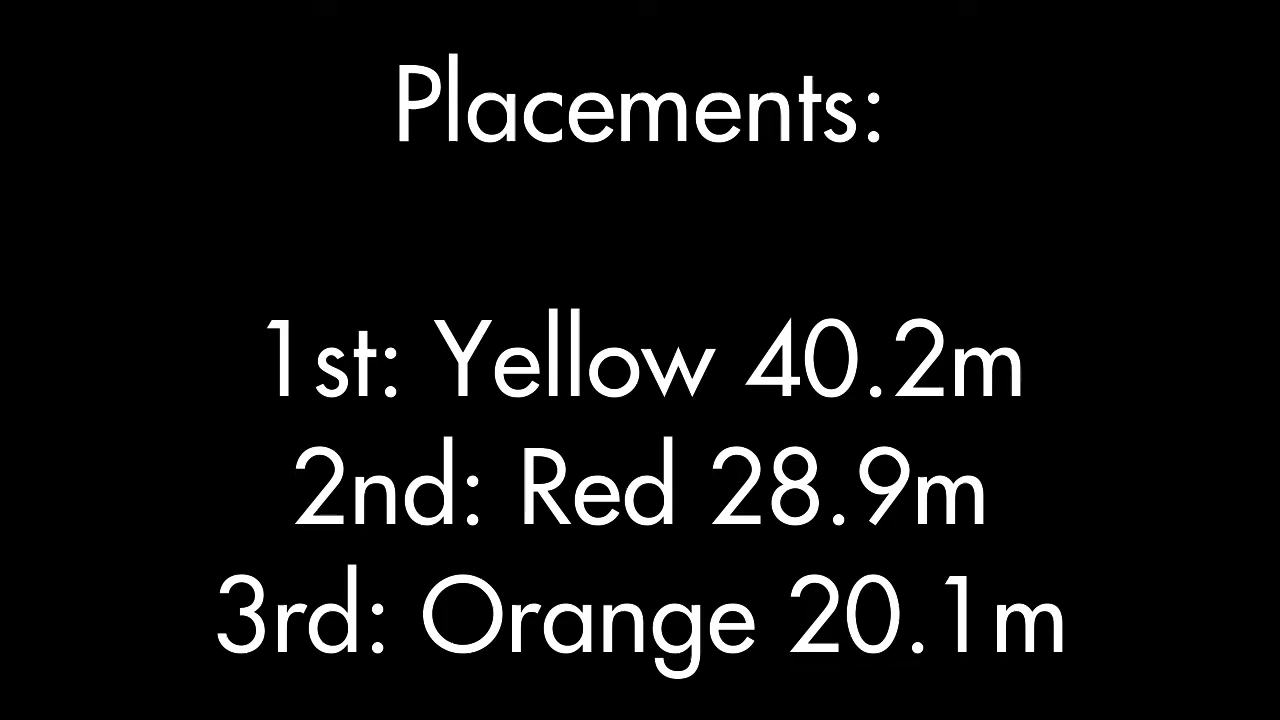 Placements:
1st: Yellow 40.2m
2nd: Red 28.9m
3rd: Orange 20.1m